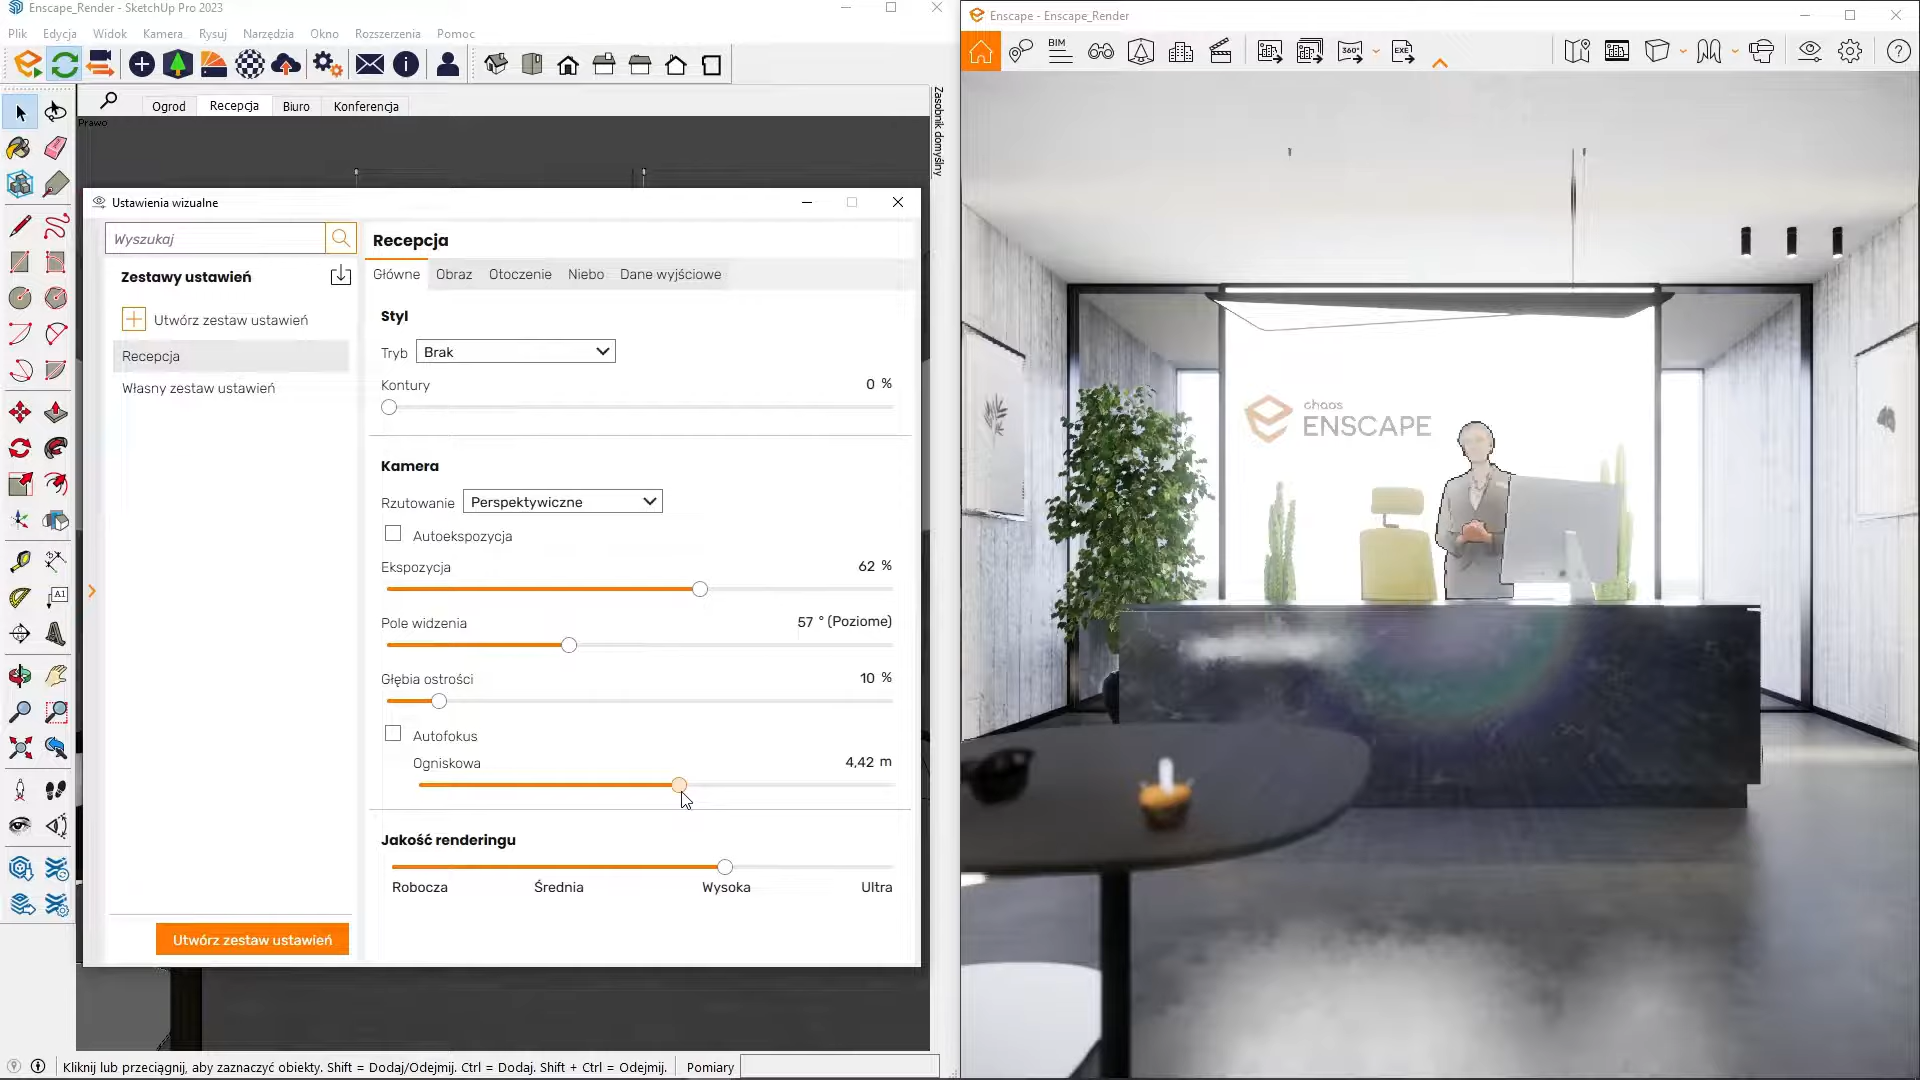 Enscape_Render - SketchUp Pro 2023
Plik Edycja Widok Kamera Rysuj Narzędzia Okno Rozszerzenia Pomoc
Ogrod Recepcja Biuro Konferencja
Prawo
Zasobnik domyślny
A1
Ustawienia wizualne
Wyszukaj
Zestawy ustawień
Utwórz zestaw ustawień
Recepcja
Własny zestaw ustawień
Utwórz zestaw ustawień
Recepcja
Główne Obraz Otoczenie Niebo Dane wyjściowe
Styl
Tryb Brak
Kontury 0 %
Kamera
Rzutowanie Perspektywiczne
Autoekspozycja
Ekspozycja 62 %
Pole widzenia 57 ° (Poziome)
Głębia ostrości 10 %
Autofokus
Ogniskowa 4,42 m
Jakość renderingu
Robocza Średnia Wysoka Ultra
Kliknij lub przeciągnij, aby zaznaczyć obiekty. Shift = Dodaj/Odejmij. Ctrl = Dodaj. Shift + Ctrl = Odejmij. Pomiary
Enscape - Enscape_Render
BIM 360° EXE
chaos
ENSCAPE